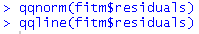 > qqnorm(fitm$residuals)
> qqline(fitm$residuals)